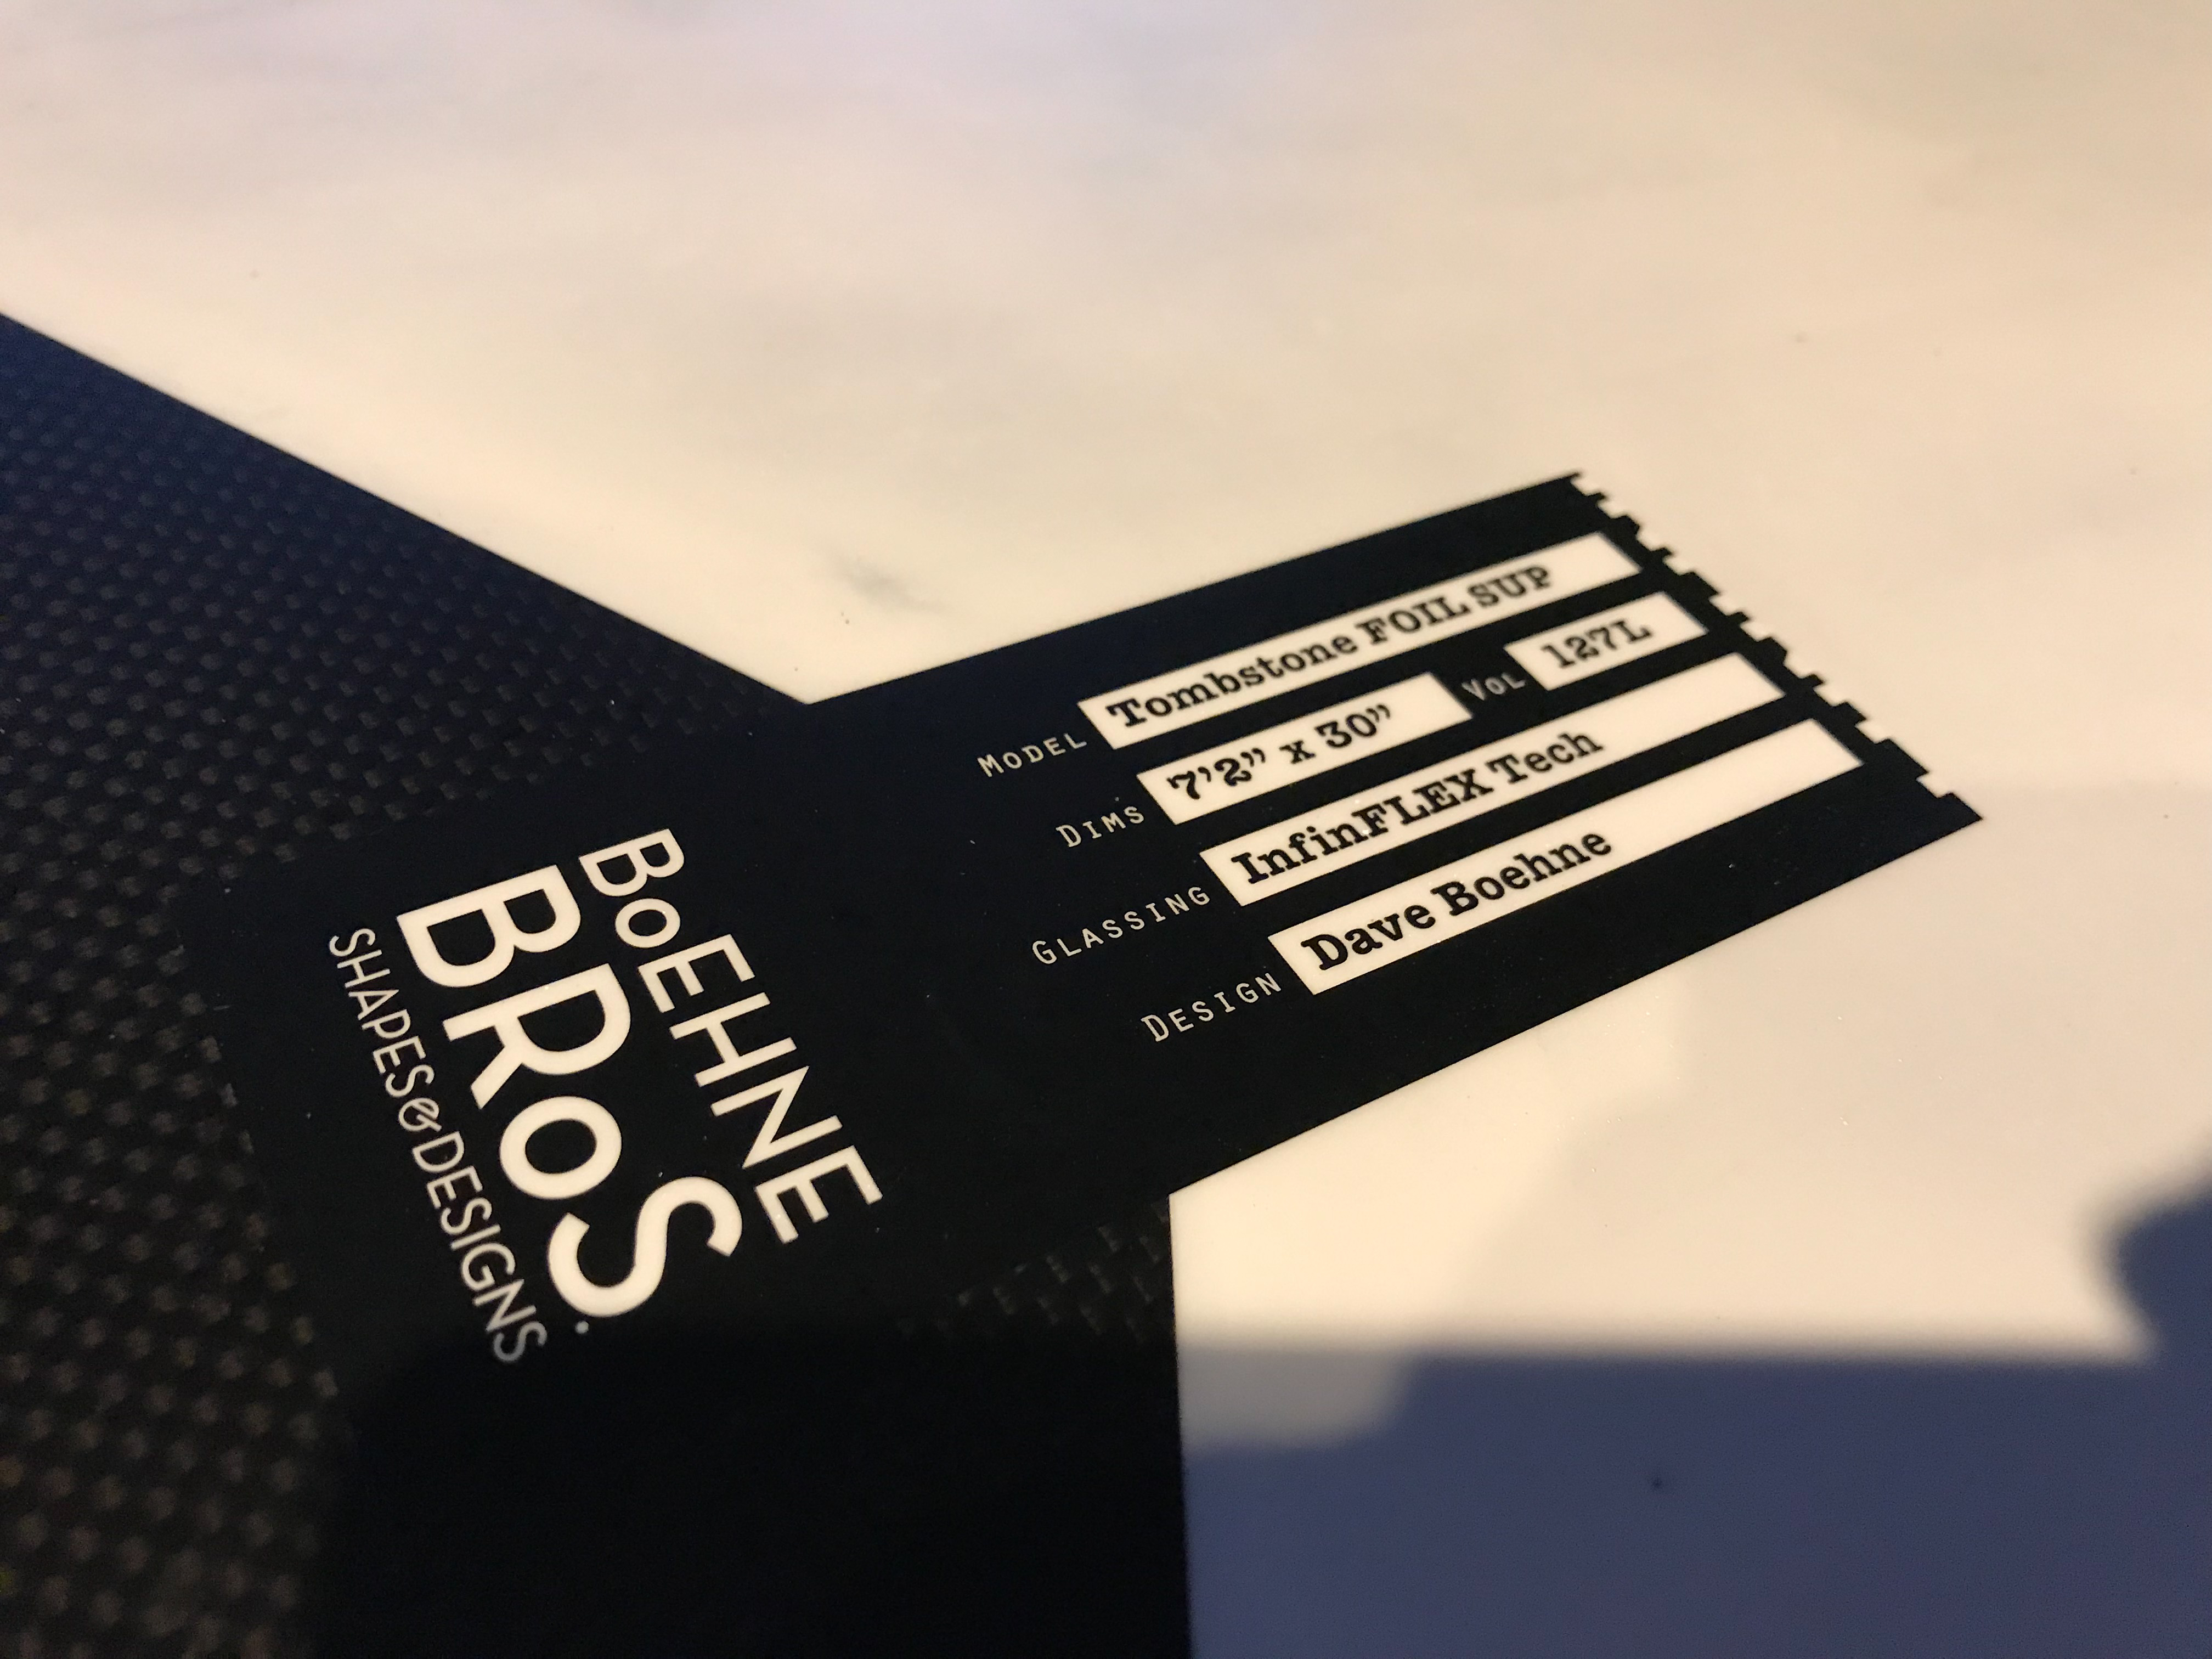 BoEHNE
BRoS.
SHAPES & DESIGNS
MODEL Tombstone FOIL SUP
DIMS 7'2" x 30" VOL 127L
GLASSING InfinFLEX Tech
DESIGN Dave Boehne